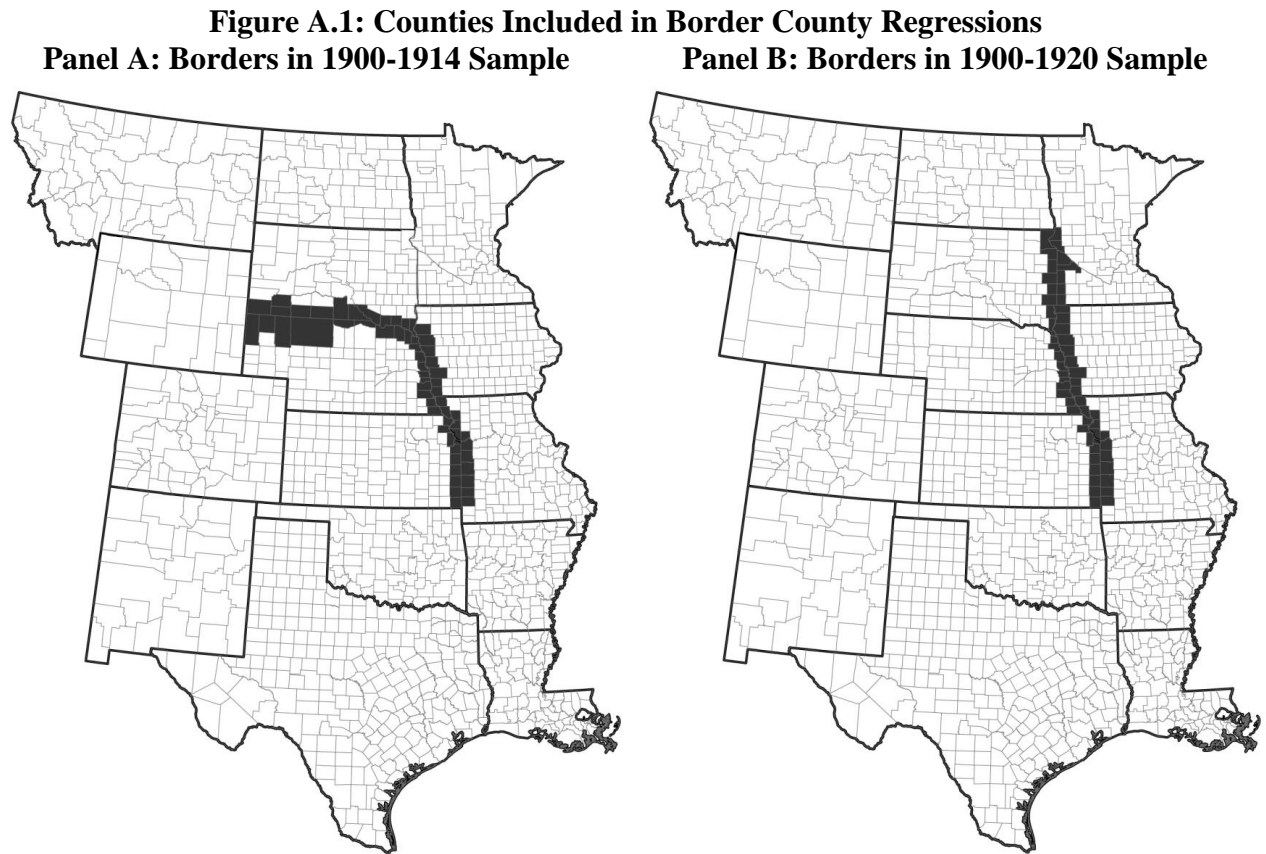 Figure A.1: Counties Included in Border County Regressions
Panel A: Borders in 1900-1914 Sample
Panel B: Borders in 1900-1920 Sample